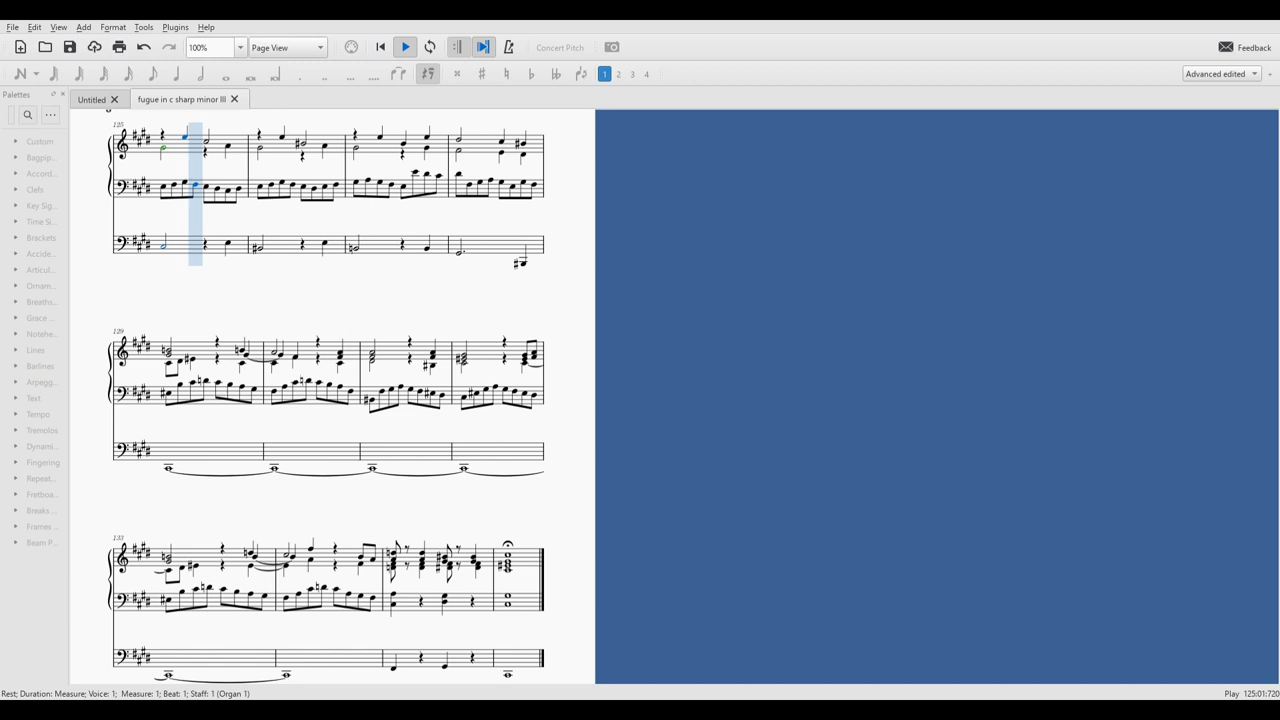 File Edit View Add Format Tools Plugins Help
100% Page View Concert Pitch Feedback
1 2 3 4 Advanced edited
Palettes
Untitled fugue in c sharp minor III
Custom
Bagpip...
Accord...
Clefs
Key Sig...
Time Si...
Brackets
Accide...
Articul...
Ornam...
Breaths...
Grace ...
Notehe...
Lines
Barlines
Arpegg...
Text
Tempo
Tremolos
Dynami...
Fingering
Repeat...
Fretboa...
Breaks ...
Frames ...
Beam P...
125
129
133
Rest; Duration: Measure; Voice: 1; Measure: 1; Beat: 1; Staff: 1 (Organ 1) Play 125:01:720